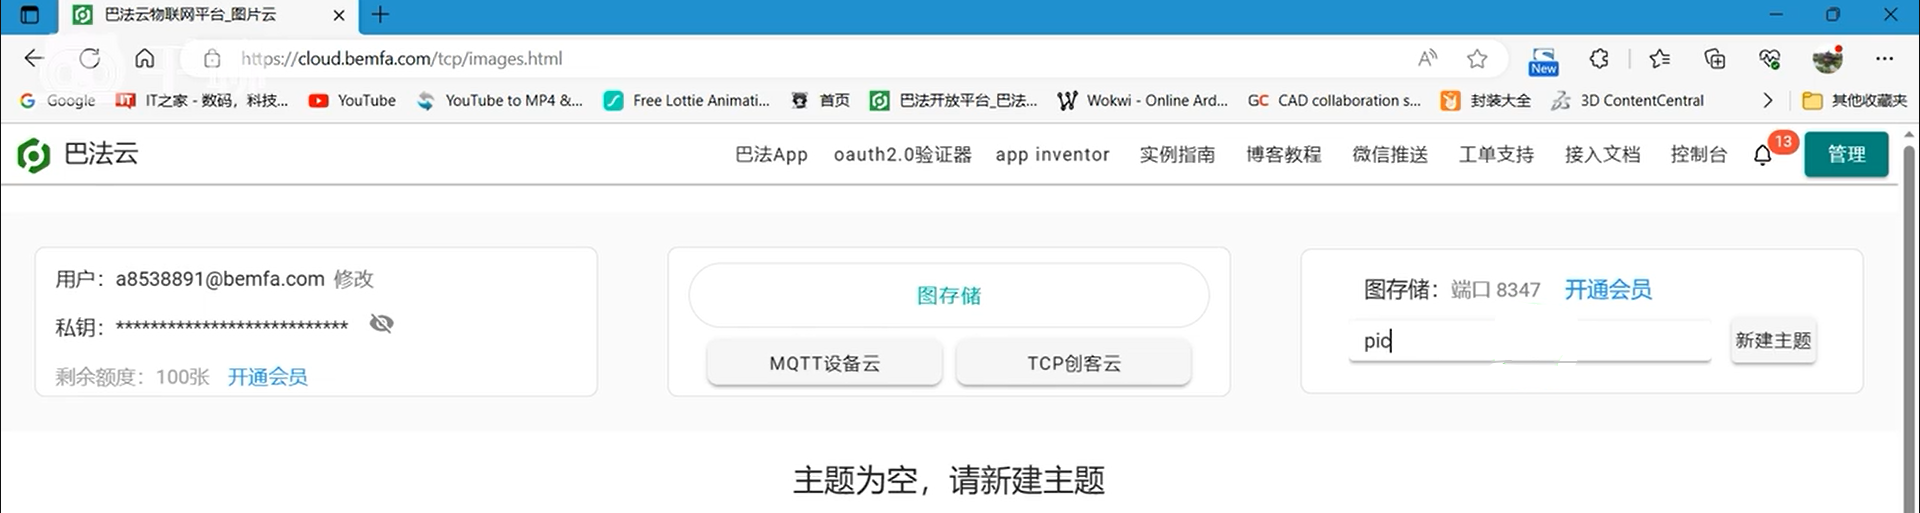 巴法云物联网平台_图片云
https://cloud.bemfa.com/tcp/images.html
New
Google IT之家 - 数码，科技... YouTube YouTube to MP4 &... Free Lottie Animati... 首页 巴法开放平台_巴法... Wokwi - Online Ard... GC CAD collaboration s... 封装大全 3D ContentCentral 其他收藏夹
巴法云 巴法App oauth2.0验证器 app inventor 实例指南 博客教程 微信推送 工单支持 接入文档 控制台 13 管理
用户：a8538891@bemfa.com 修改
私钥：***************************
剩余额度：100张 开通会员
图存储
MQTT设备云 TCP创客云
图存储：端口 8347 开通会员
pic 新建主题
主题为空，请新建主题